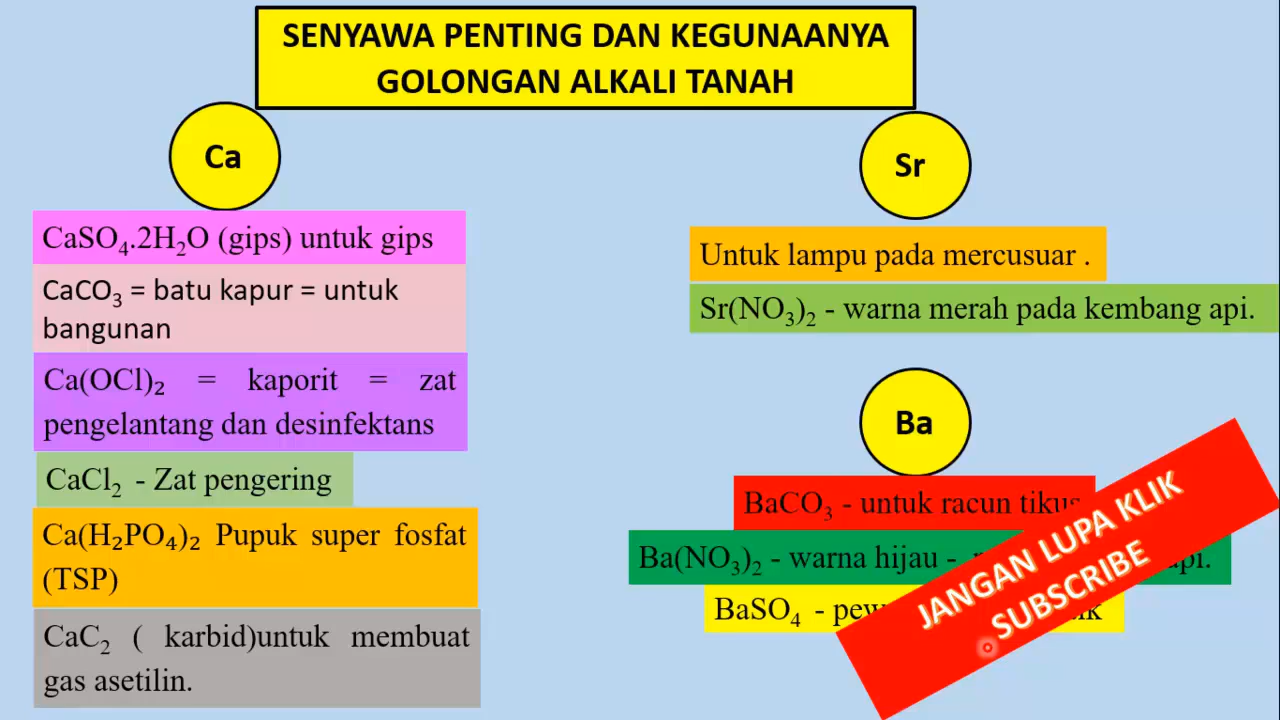 SENYAWA PENTING DAN KEGUNAANYA
GOLONGAN ALKALI TANAH
Ca
CaSO₄.2H₂O (gips) untuk gips
CaCO₃ = batu kapur = untuk
bangunan
Ca(OCl)₂ = kaporit = zat
pengelantang dan desinfektans
CaCl₂ - Zat pengering
Ca(H₂PO₄)₂ Pupuk super fosfat
(TSP)
CaC₂ ( karbid)untuk membuat
gas asetilin.
Sr
Untuk lampu pada mercusuar .
Sr(NO₃)₂ - warna merah pada kembang api.
Ba
BaCO₃ - untuk racun tikus
Ba(NO₃)₂ - warna hijau -
BaSO₄ -
JANGAN LUPA KLIK
SUBSCRIBE